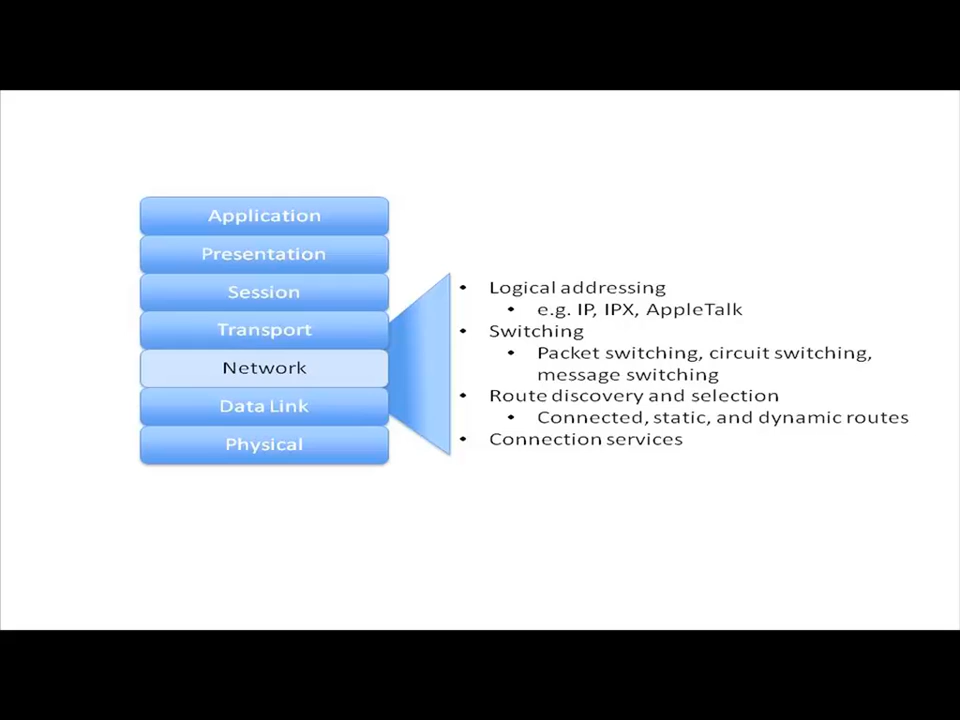 Application
Presentation
Session
Transport
Network
Data Link
Physical
• Logical addressing
• e.g. IP, IPX, AppleTalk
• Switching
• Packet switching, circuit switching,
message switching
• Route discovery and selection
• Connected, static, and dynamic routes
• Connection services